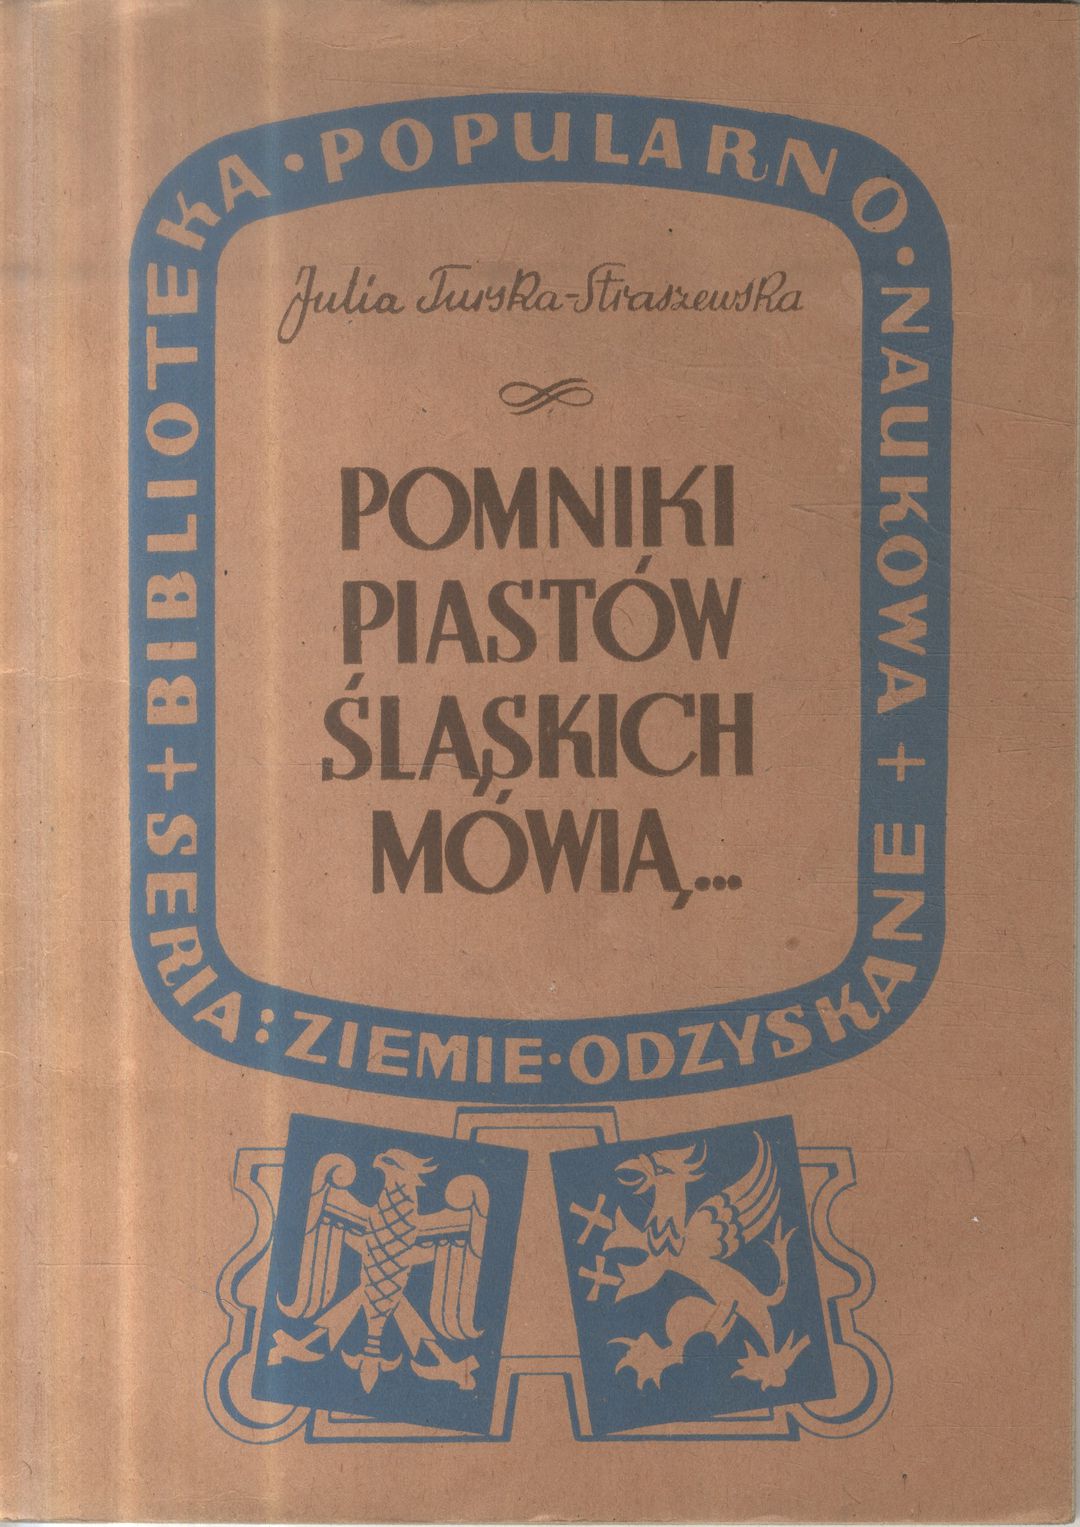 BIBLIOTEKA · POPULARNO · NAUKOWA +
SERIA: ZIEMIE · ODZYSKANE +
Julia Turska-Straszewska
POMNIKI
PIASTÓW
ŚLĄSKICH
MÓWIĄ...